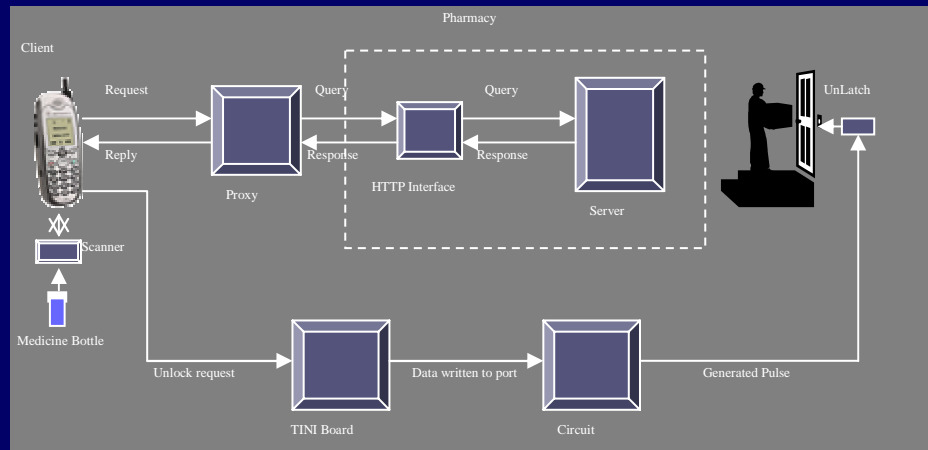 Pharmacy
Client
Request
Query
Query
UnLatch
Reply
Response
Response
Proxy
HTTP Interface
Server
Scanner
Medicine Bottle
Unlock request
Data written to port
Generated Pulse
TINI Board
Circuit